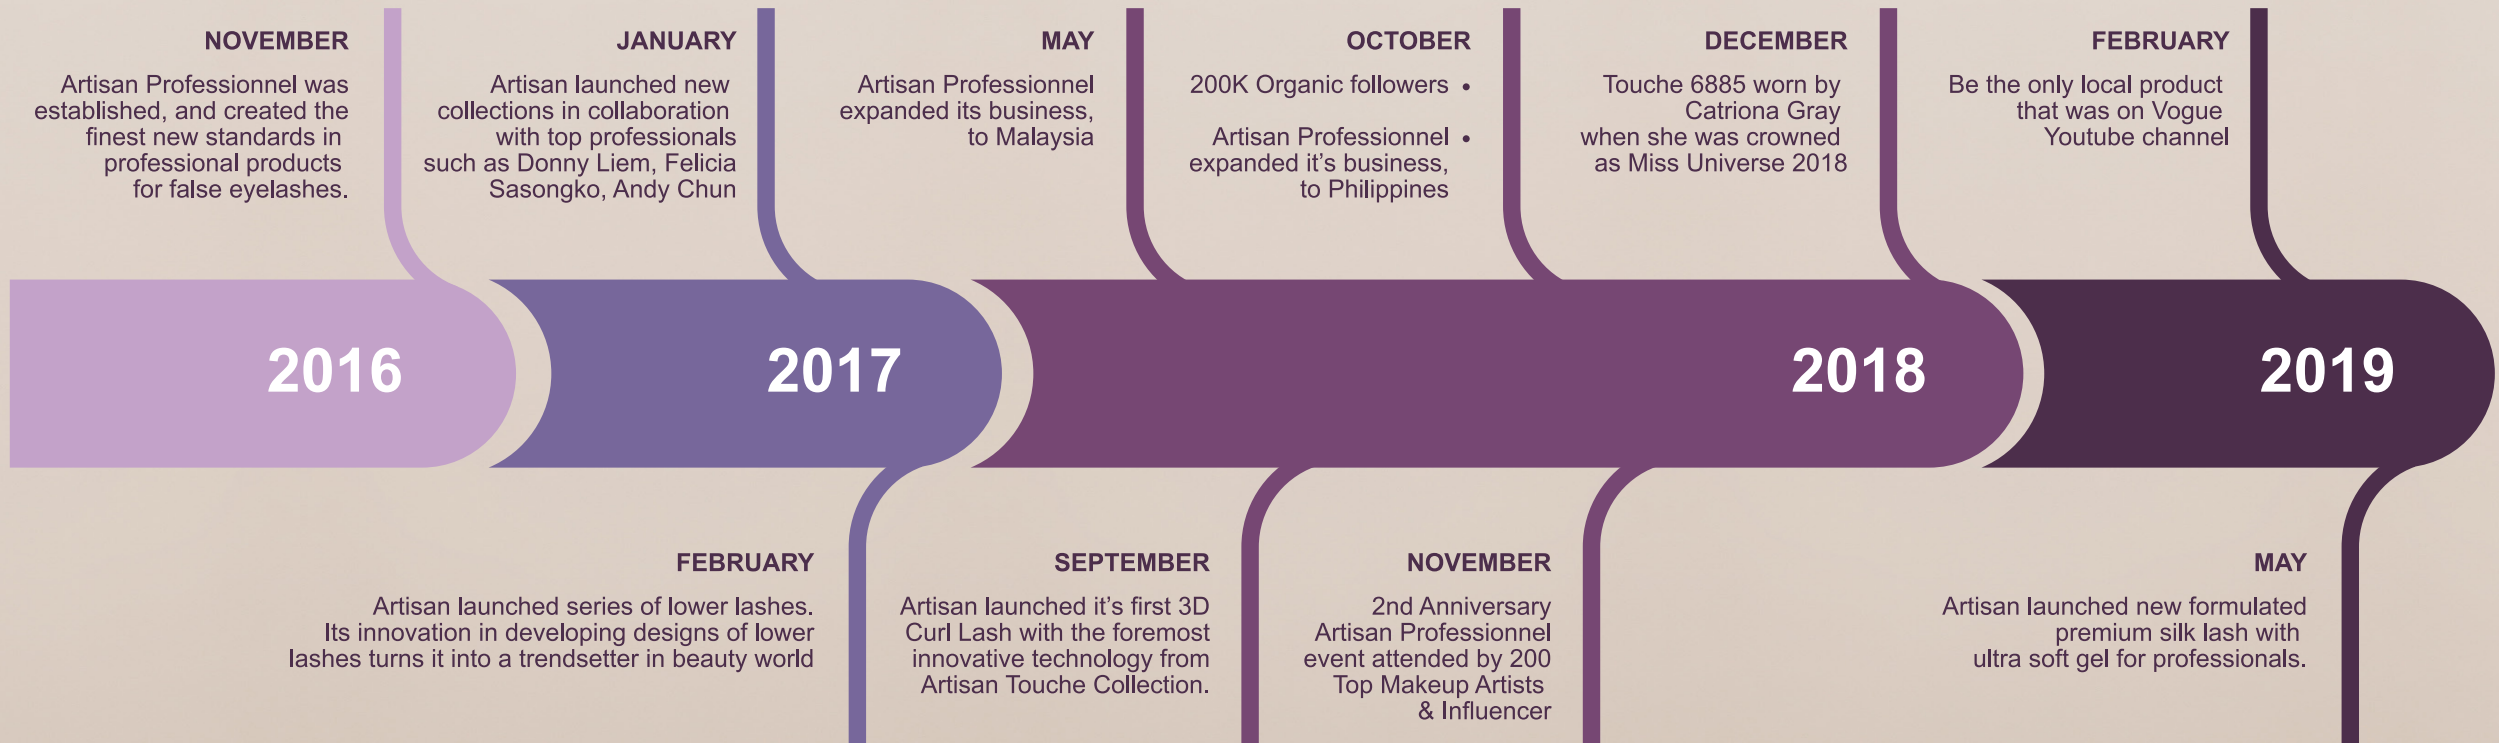 NOVEMBER
Artisan Professionnel was
established, and created the
finest new standards in
professional products
for false eyelashes.
JANUARY
Artisan launched new
collections in collaboration
with top professionals
such as Donny Liem, Felicia
Sasongko, Andy Chun
MAY
Artisan Professionnel
expanded its business,
to Malaysia
OCTOBER
200K Organic followers •
Artisan Professionnel •
expanded it's business,
to Philippines
DECEMBER
Touche 6885 worn by
Catriona Gray
when she was crowned
as Miss Universe 2018
FEBRUARY
Be the only local product
that was on Vogue
Youtube channel
2016
2017
2018
2019
FEBRUARY
Artisan launched series of lower lashes.
Its innovation in developing designs of lower
lashes turns it into a trendsetter in beauty world
SEPTEMBER
Artisan launched it's first 3D
Curl Lash with the foremost
innovative technology from
Artisan Touche Collection.
NOVEMBER
2nd Anniversary
Artisan Professionnel
event attended by 200
Top Makeup Artists
& Influencer
MAY
Artisan launched new formulated
premium silk lash with
ultra soft gel for professionals.